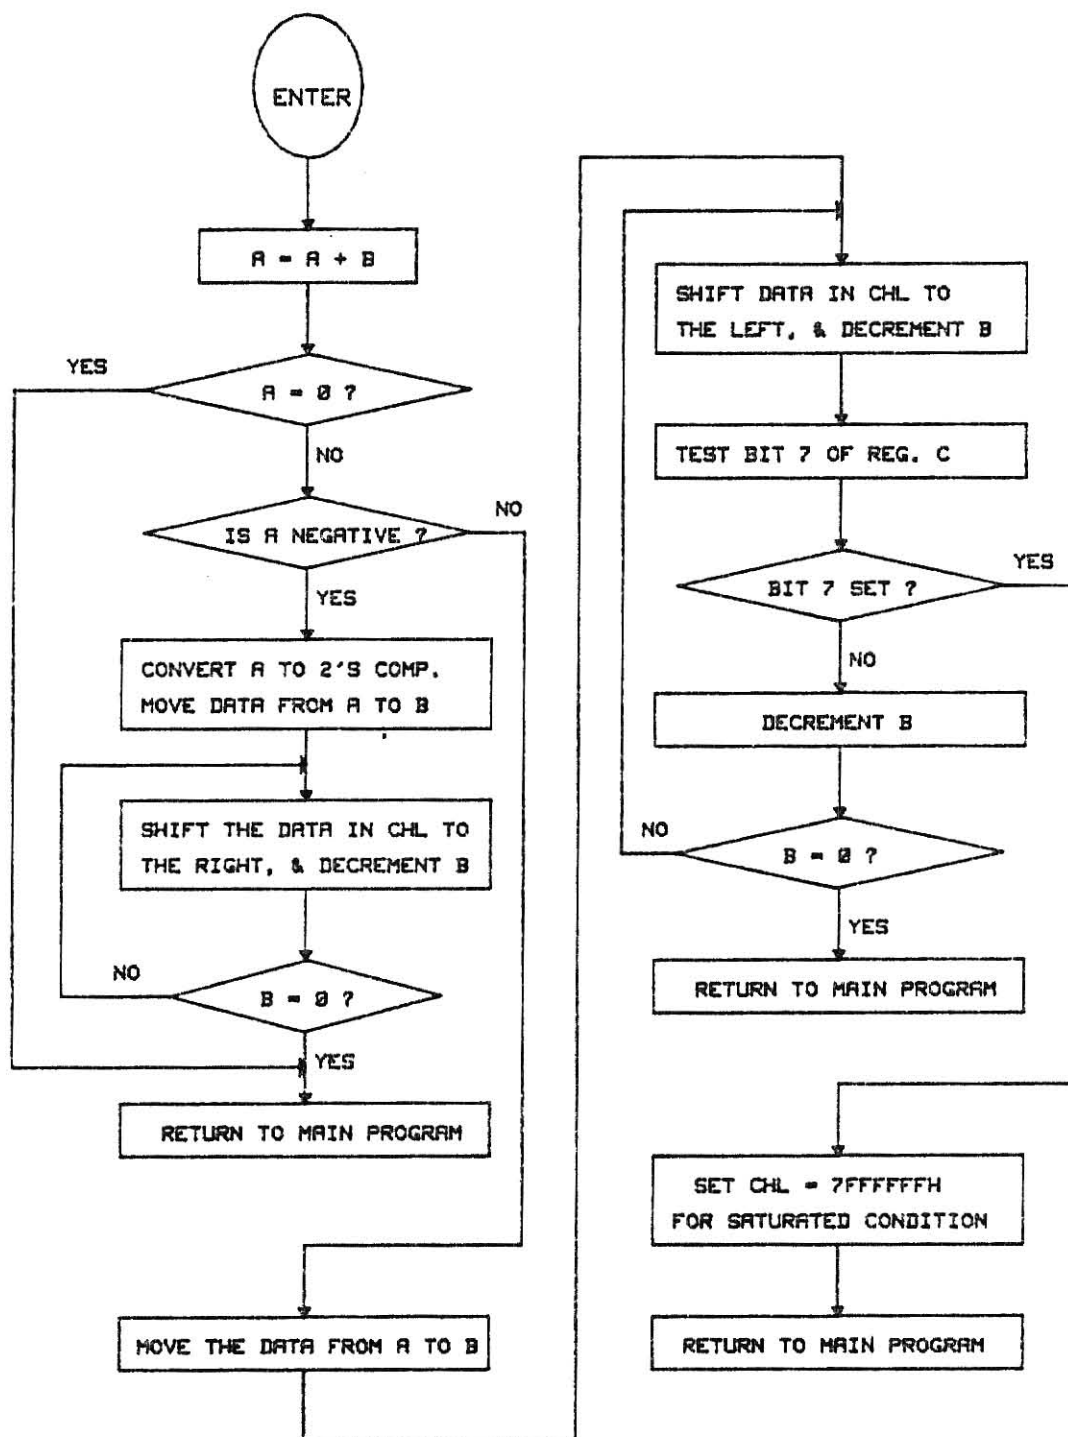 ENTER
A = A + B
YES
A = 0 ?
NO
IS A NEGATIVE ?
NO
YES
CONVERT A TO 2'S COMP.
MOVE DATA FROM A TO B
SHIFT THE DATA IN CHL TO
THE RIGHT, & DECREMENT B
NO
B = 0 ?
YES
RETURN TO MAIN PROGRAM
MOVE THE DATA FROM A TO B
SHIFT DATA IN CHL TO
THE LEFT, & DECREMENT B
TEST BIT 7 OF REG. C
YES
BIT 7 SET ?
NO
DECREMENT B
NO
B = 0 ?
YES
RETURN TO MAIN PROGRAM
SET CHL = 7FFFFFFH
FOR SATURATED CONDITION
RETURN TO MAIN PROGRAM